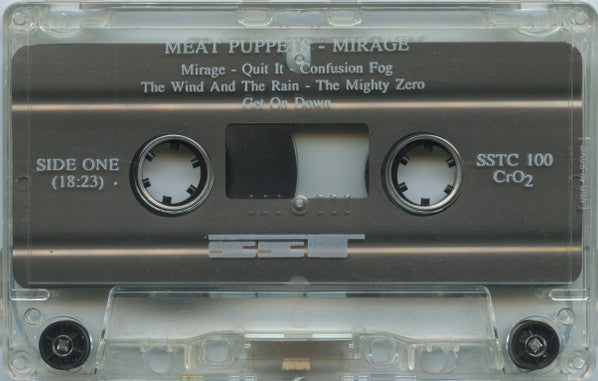 MEAT PUPPETS - MIRAGE
Mirage - Quit It - Confusion Fog
The Wind And The Rain - The Mighty Zero
Get On Down
SIDE ONE
(18:23)
SSTC 100
CrO2
SST